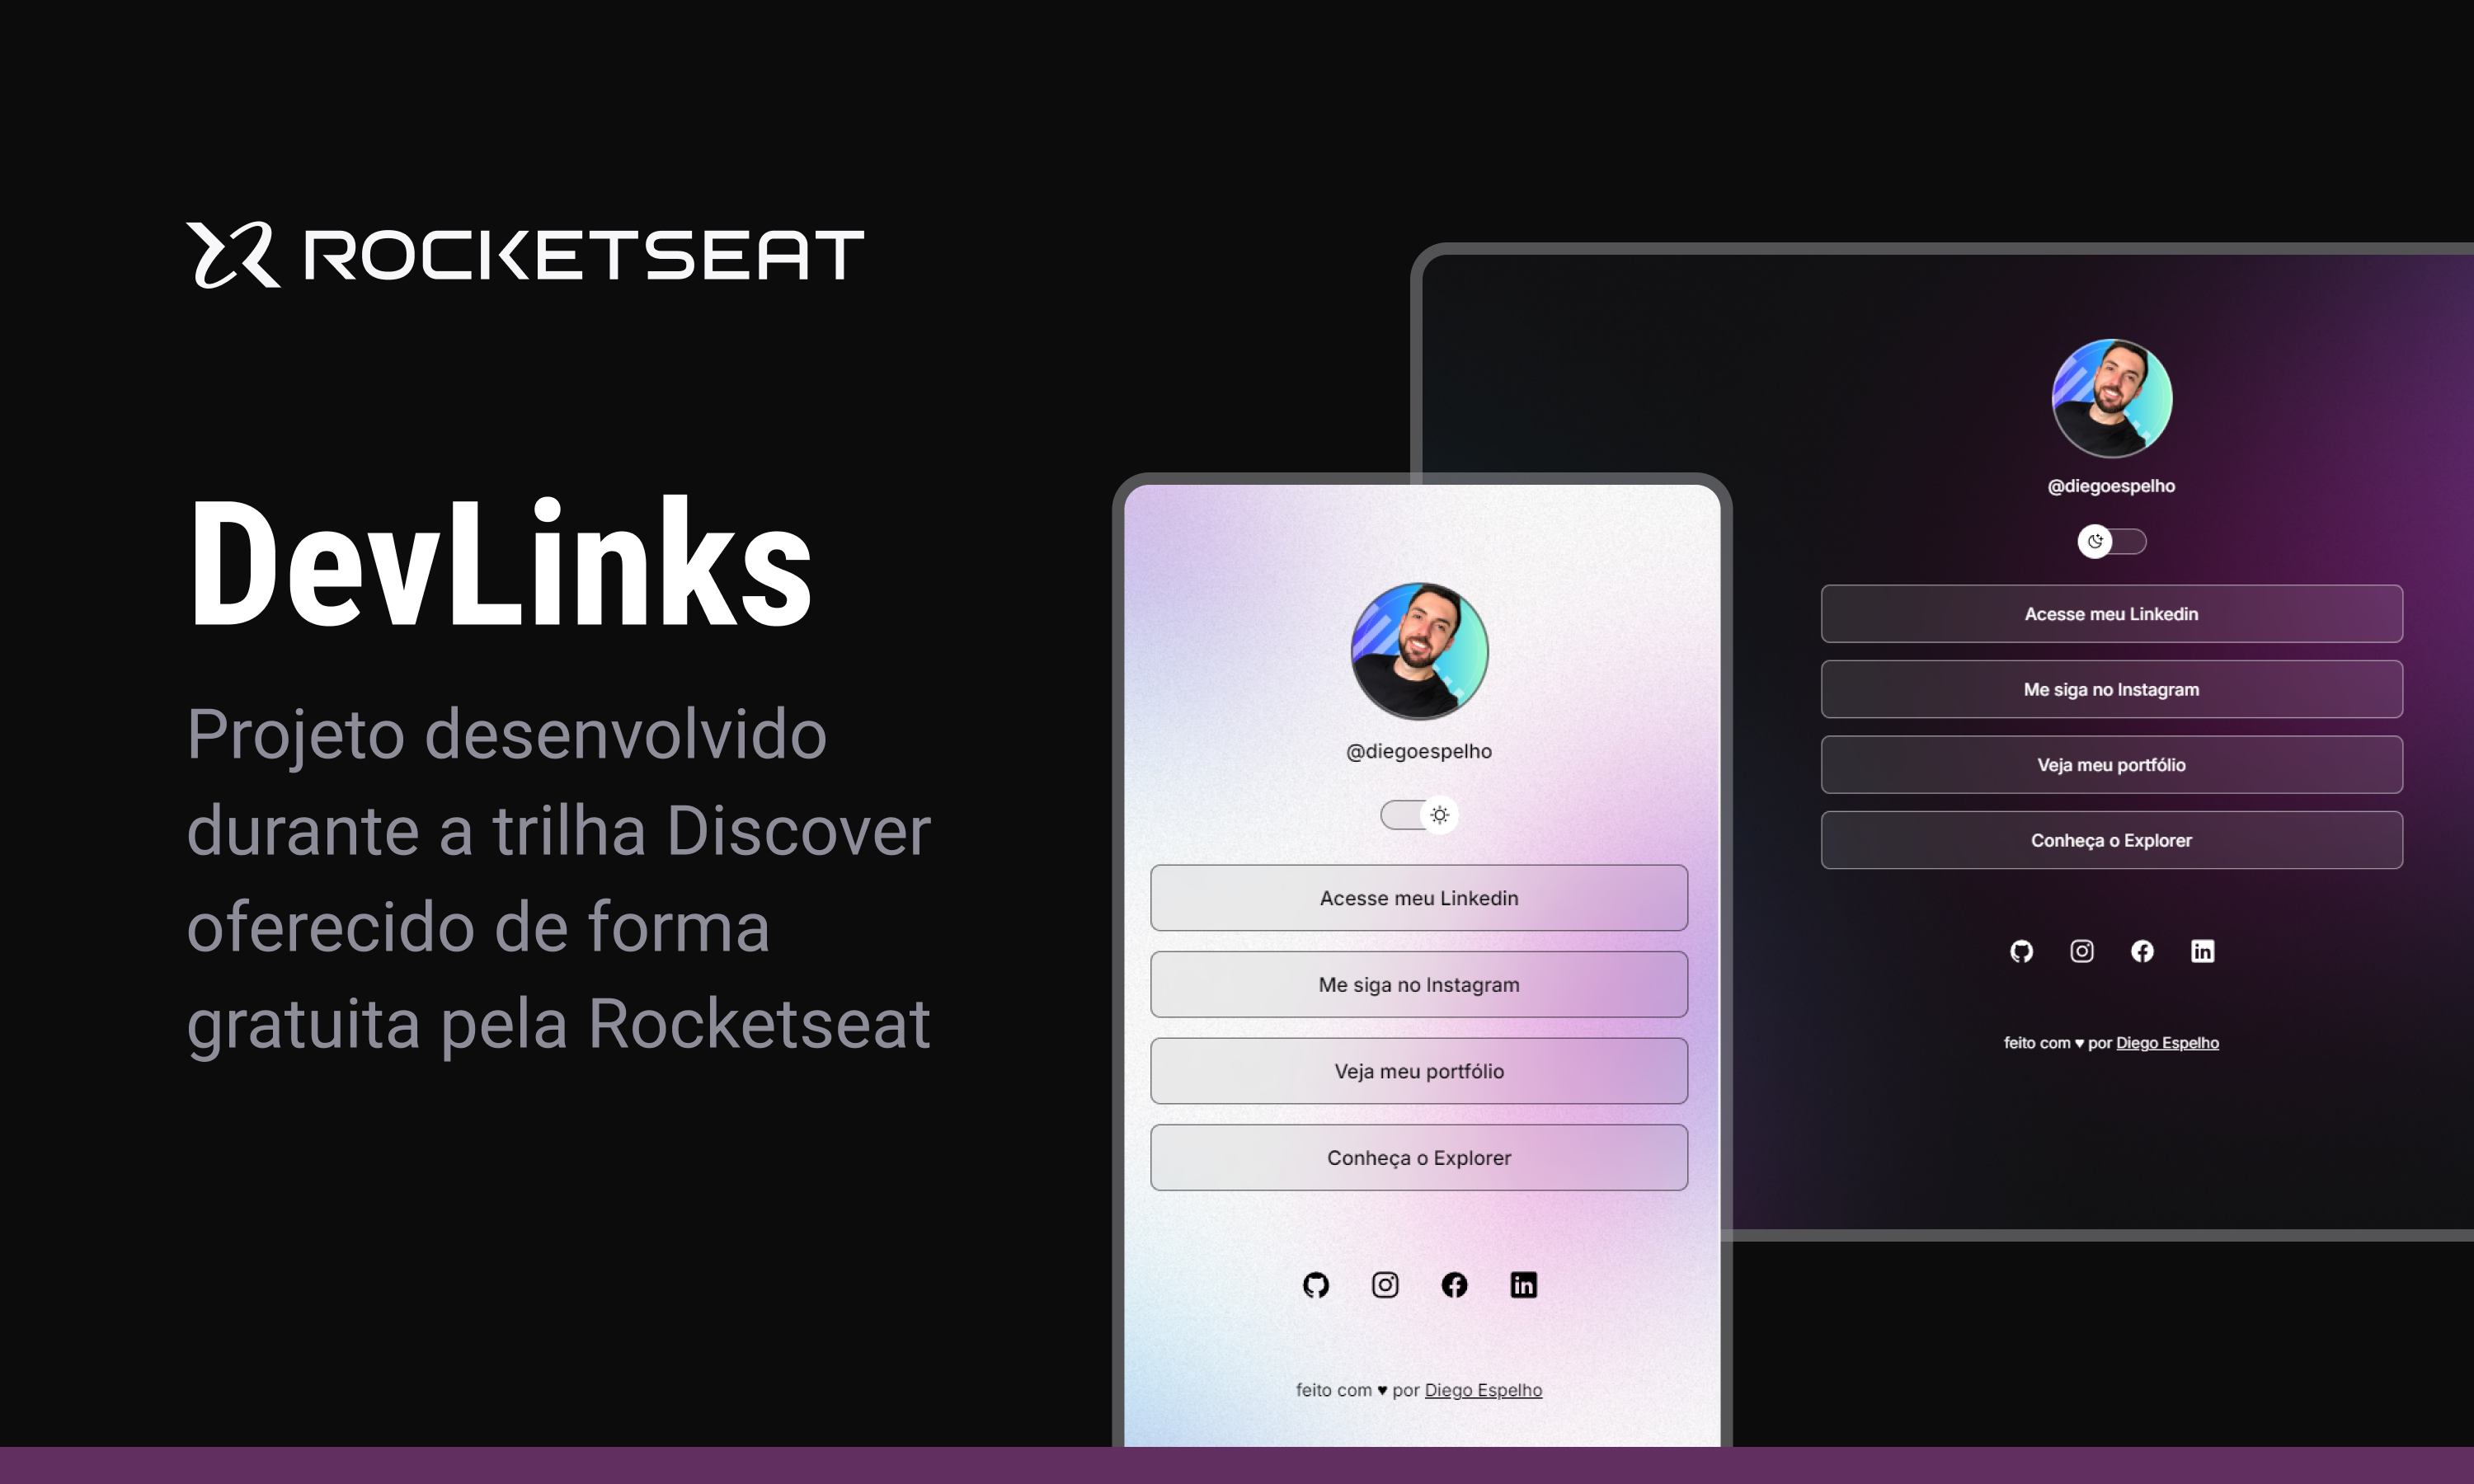 ROCKETSEAT
DevLinks
Projeto desenvolvido
durante a trilha Discover
oferecido de forma
gratuita pela Rocketseat
@diegoespelho
Acesse meu Linkedin
Me siga no Instagram
Veja meu portfólio
Conheça o Explorer
feito com ♥ por Diego Espelho
@diegoespelho
Acesse meu Linkedin
Me siga no Instagram
Veja meu portfólio
Conheça o Explorer
feito com ♥ por Diego Espelho